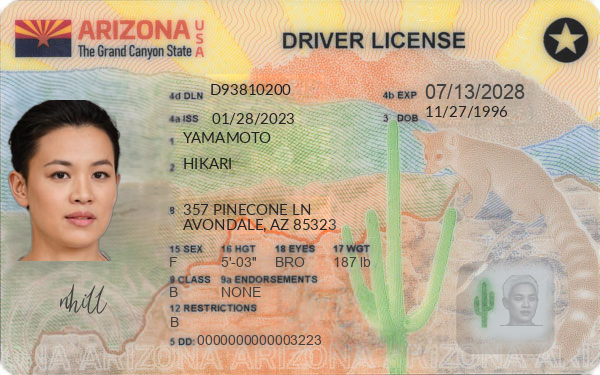 ARIZONA USA
The Grand Canyon State
DRIVER LICENSE
4d DLN D93810200
4b EXP 07/13/2028
4a ISS 01/28/2023
3 DOB 11/27/1996
1 YAMAMOTO
2 HIKARI
8 357 PINECONE LN
AVONDALE, AZ 85323
15 SEX 16 HGT 18 EYES 17 WGT
F 5'-03" BRO 187 lb
9 CLASS 9a ENDORSEMENTS
B NONE
12 RESTRICTIONS
B
5 DD: 0000000000003223
nhill
ARIZONA ARIZONA ARIZONA ARIZONA